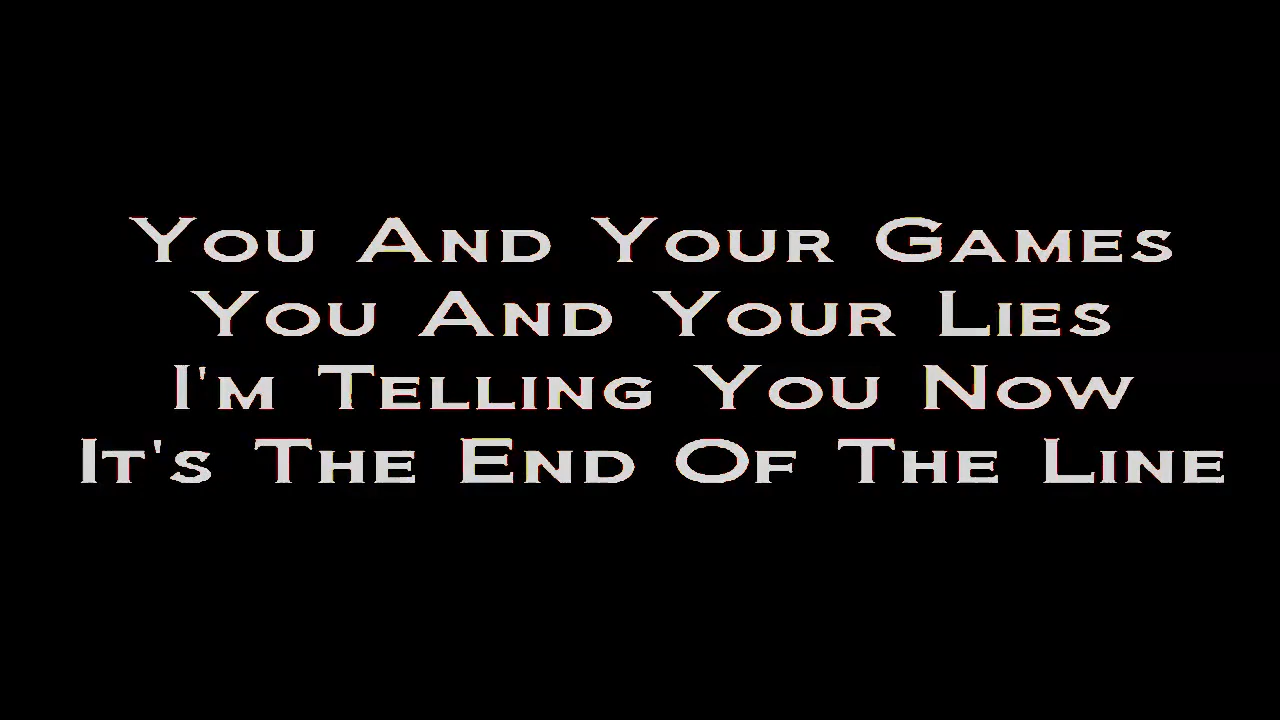 You And Your Games
You And Your Lies
I'm Telling You Now
It's The End Of The Line